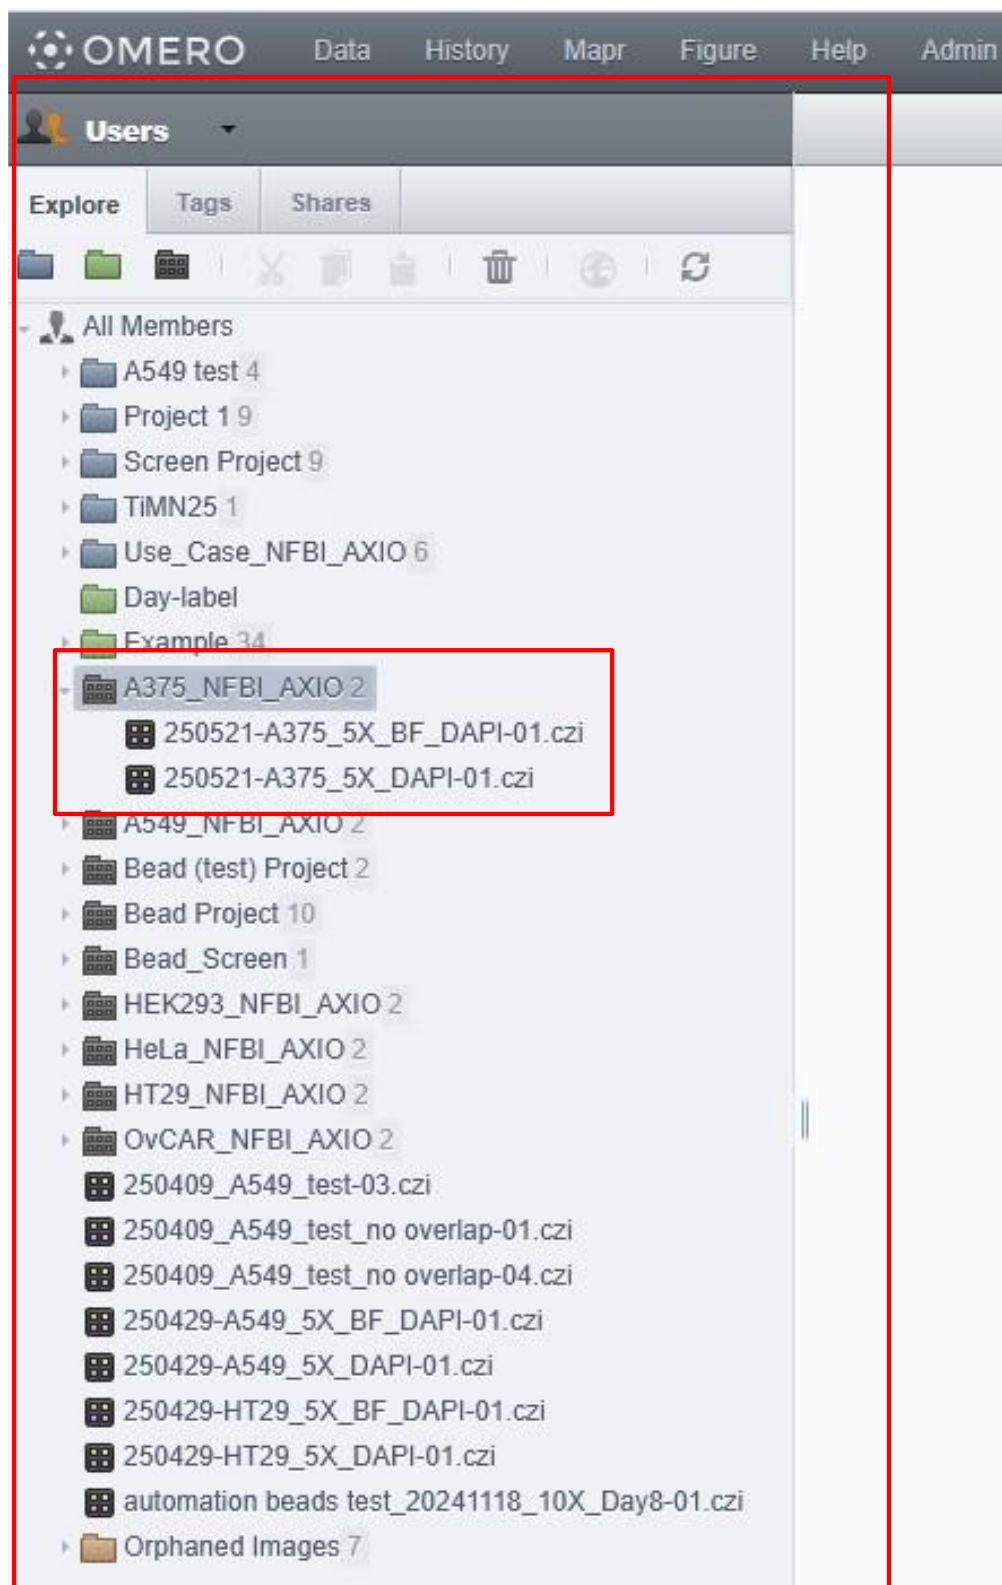 OMERO Data History Mapr Figure Help Admin
Users
Explore Tags Shares
All Members
A549 test 4
Project 1 9
Screen Project 9
TiMN25 1
Use_Case_NFBI_AXIO 6
Day-label
Example 34
A375_NFBI_AXIO 2
250521-A375_5X_BF_DAPI-01.czi
250521-A375_5X_DAPI-01.czi
A549_NFBI_AXIO 2
Bead (test) Project 2
Bead Project 10
Bead_Screen 1
HEK293_NFBI_AXIO 2
HeLa_NFBI_AXIO 2
HT29_NFBI_AXIO 2
OvCAR_NFBI_AXIO 2
250409_A549_test-03.czi
250409_A549_test_no overlap-01.czi
250409_A549_test_no overlap-04.czi
250429-A549_5X_BF_DAPI-01.czi
250429-A549_5X_DAPI-01.czi
250429-HT29_5X_BF_DAPI-01.czi
250429-HT29_5X_DAPI-01.czi
automation beads test_20241118_10X_Day8-01.czi
Orphaned Images 7